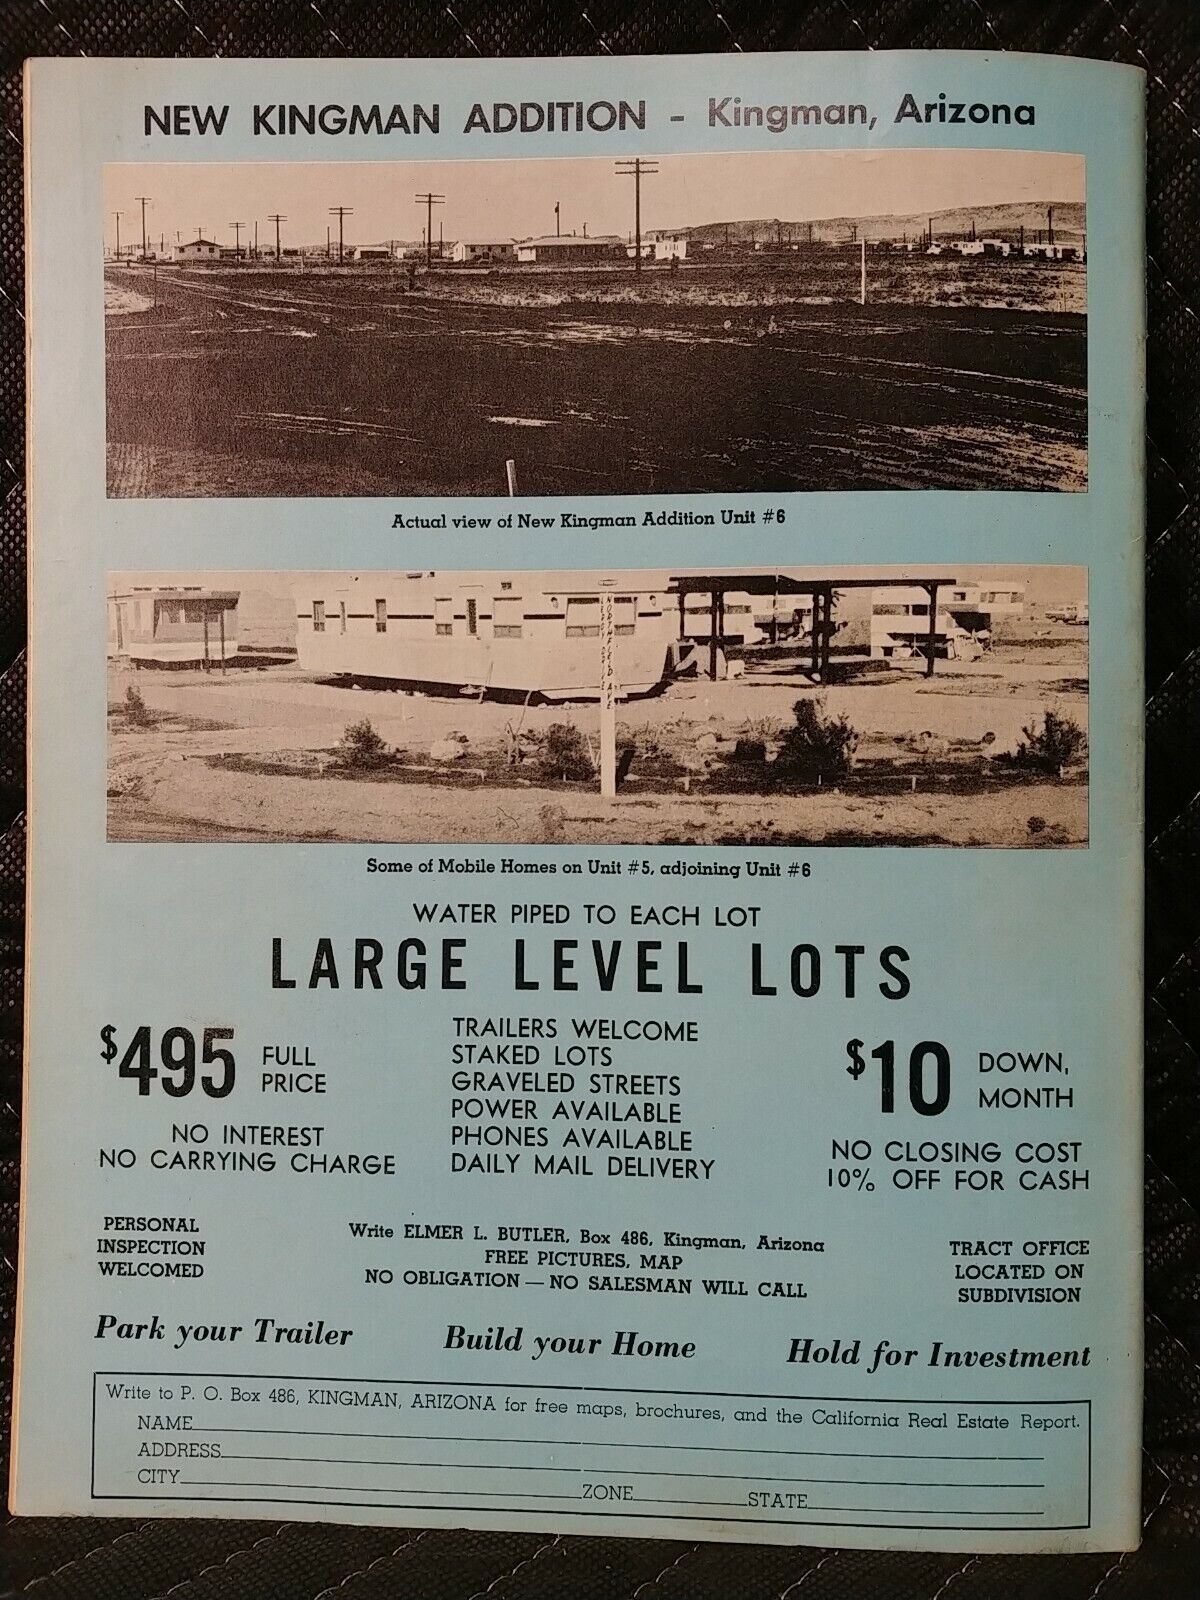 NEW KINGMAN ADDITION - Kingman, Arizona
Actual view of New Kingman Addition Unit #6
NORTHFIELD AVE
Some of Mobile Homes on Unit #5, adjoining Unit #6
WATER PIPED TO EACH LOT
LARGE LEVEL LOTS
$495 FULL PRICE
NO INTEREST
NO CARRYING CHARGE
TRAILERS WELCOME
STAKED LOTS
GRAVELED STREETS
POWER AVAILABLE
PHONES AVAILABLE
DAILY MAIL DELIVERY
$10 DOWN, MONTH
NO CLOSING COST
10% OFF FOR CASH
PERSONAL
INSPECTION
WELCOMED
Write ELMER L. BUTLER, Box 486, Kingman, Arizona
FREE PICTURES, MAP
NO OBLIGATION — NO SALESMAN WILL CALL
TRACT OFFICE
LOCATED ON
SUBDIVISION
Park your Trailer Build your Home Hold for Investment
Write to P. O. Box 486, KINGMAN, ARIZONA for free maps, brochures, and the California Real Estate Report.
NAME
ADDRESS
CITY ZONE STATE